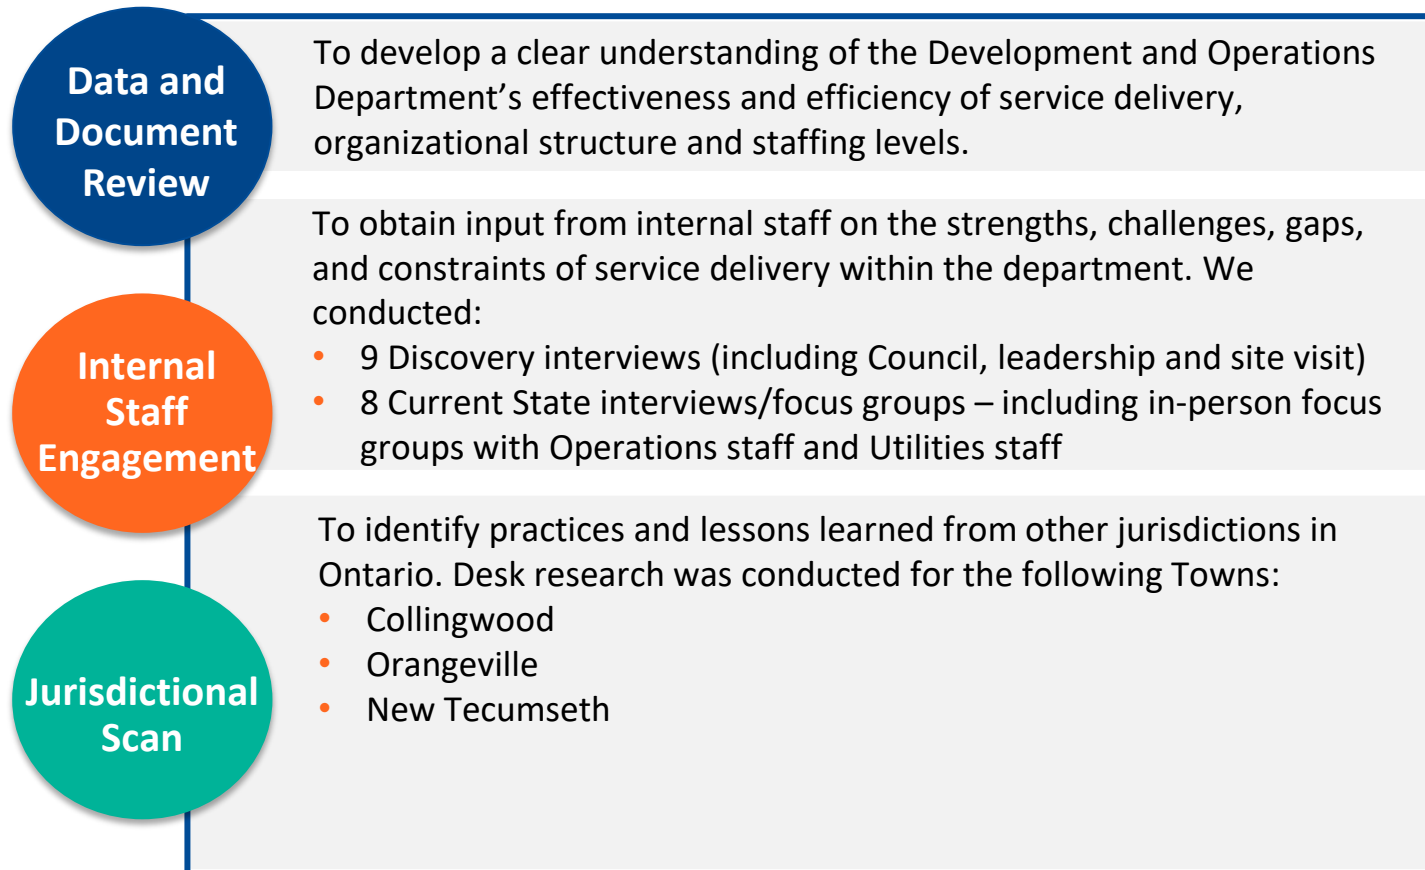 Data and
Document
Review
To develop a clear understanding of the Development and Operations
Department’s effectiveness and efficiency of service delivery,
organizational structure and staffing levels.
Internal
Staff
Engagement
To obtain input from internal staff on the strengths, challenges, gaps,
and constraints of service delivery within the department. We
conducted:
• 9 Discovery interviews (including Council, leadership and site visit)
• 8 Current State interviews/focus groups – including in-person focus
groups with Operations staff and Utilities staff
Jurisdictional
Scan
To identify practices and lessons learned from other jurisdictions in
Ontario. Desk research was conducted for the following Towns:
• Collingwood
• Orangeville
• New Tecumseth